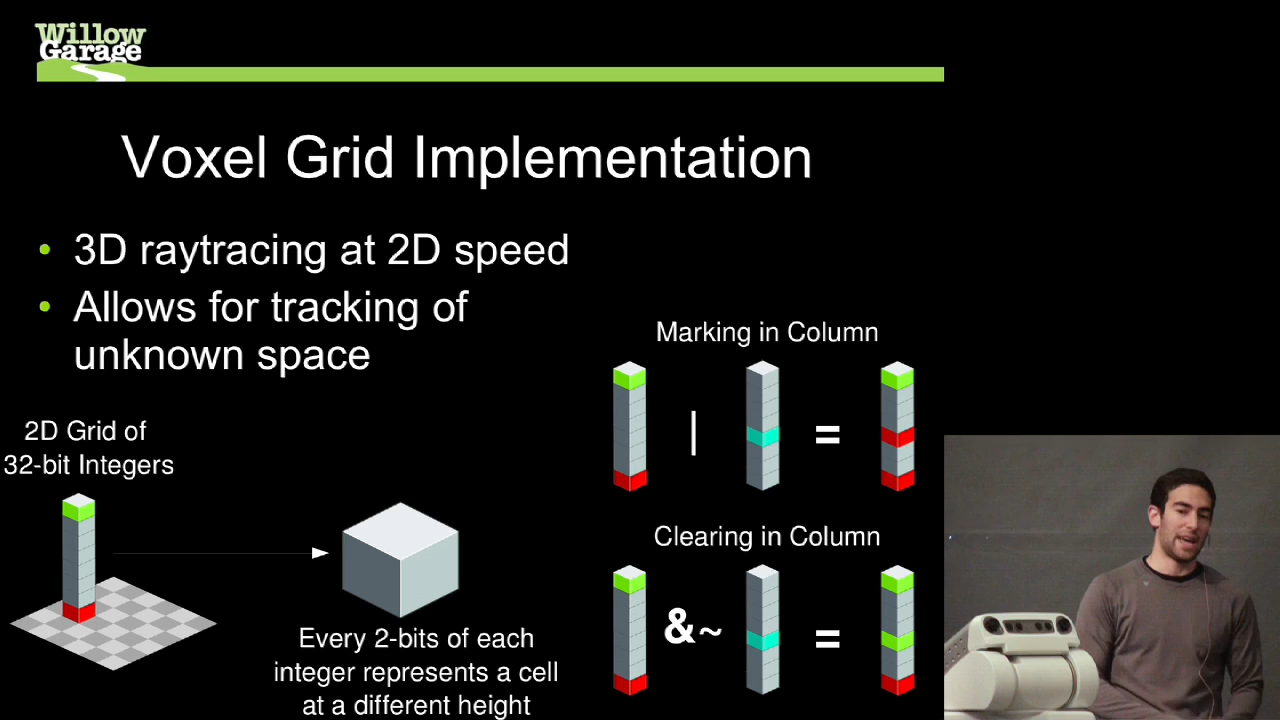 Willow
Garage
Voxel Grid Implementation
• 3D raytracing at 2D speed
• Allows for tracking of
unknown space
2D Grid of
32-bit Integers
Every 2-bits of each
integer represents a cell
at a different height
Marking in Column
| =
Clearing in Column
&~ =